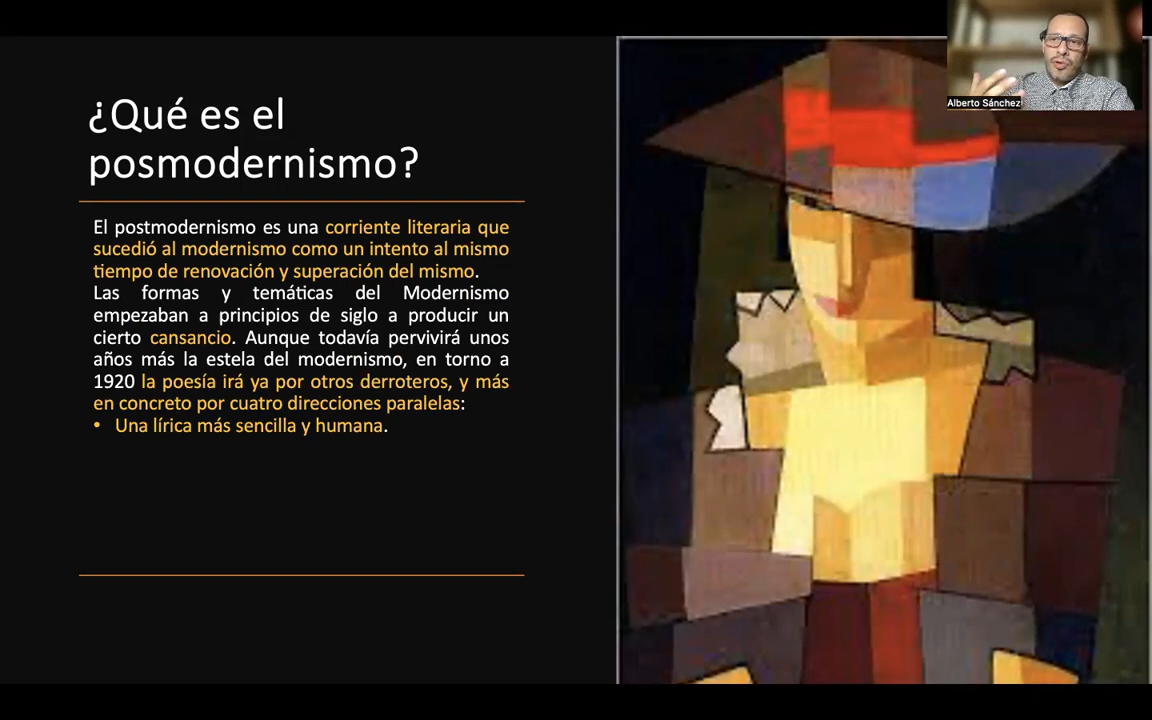 ¿Qué es el
posmodernismo?
El postmodernismo es una corriente literaria que
sucedió al modernismo como un intento al mismo
tiempo de renovación y superación del mismo.
Las formas y temáticas del Modernismo
empezaban a principios de siglo a producir un
cierto cansancio. Aunque todavía pervivirá unos
años más la estela del modernismo, en torno a
1920 la poesía irá ya por otros derroteros, y más
en concreto por cuatro direcciones paralelas:
• Una lírica más sencilla y humana.
Alberto Sánchez